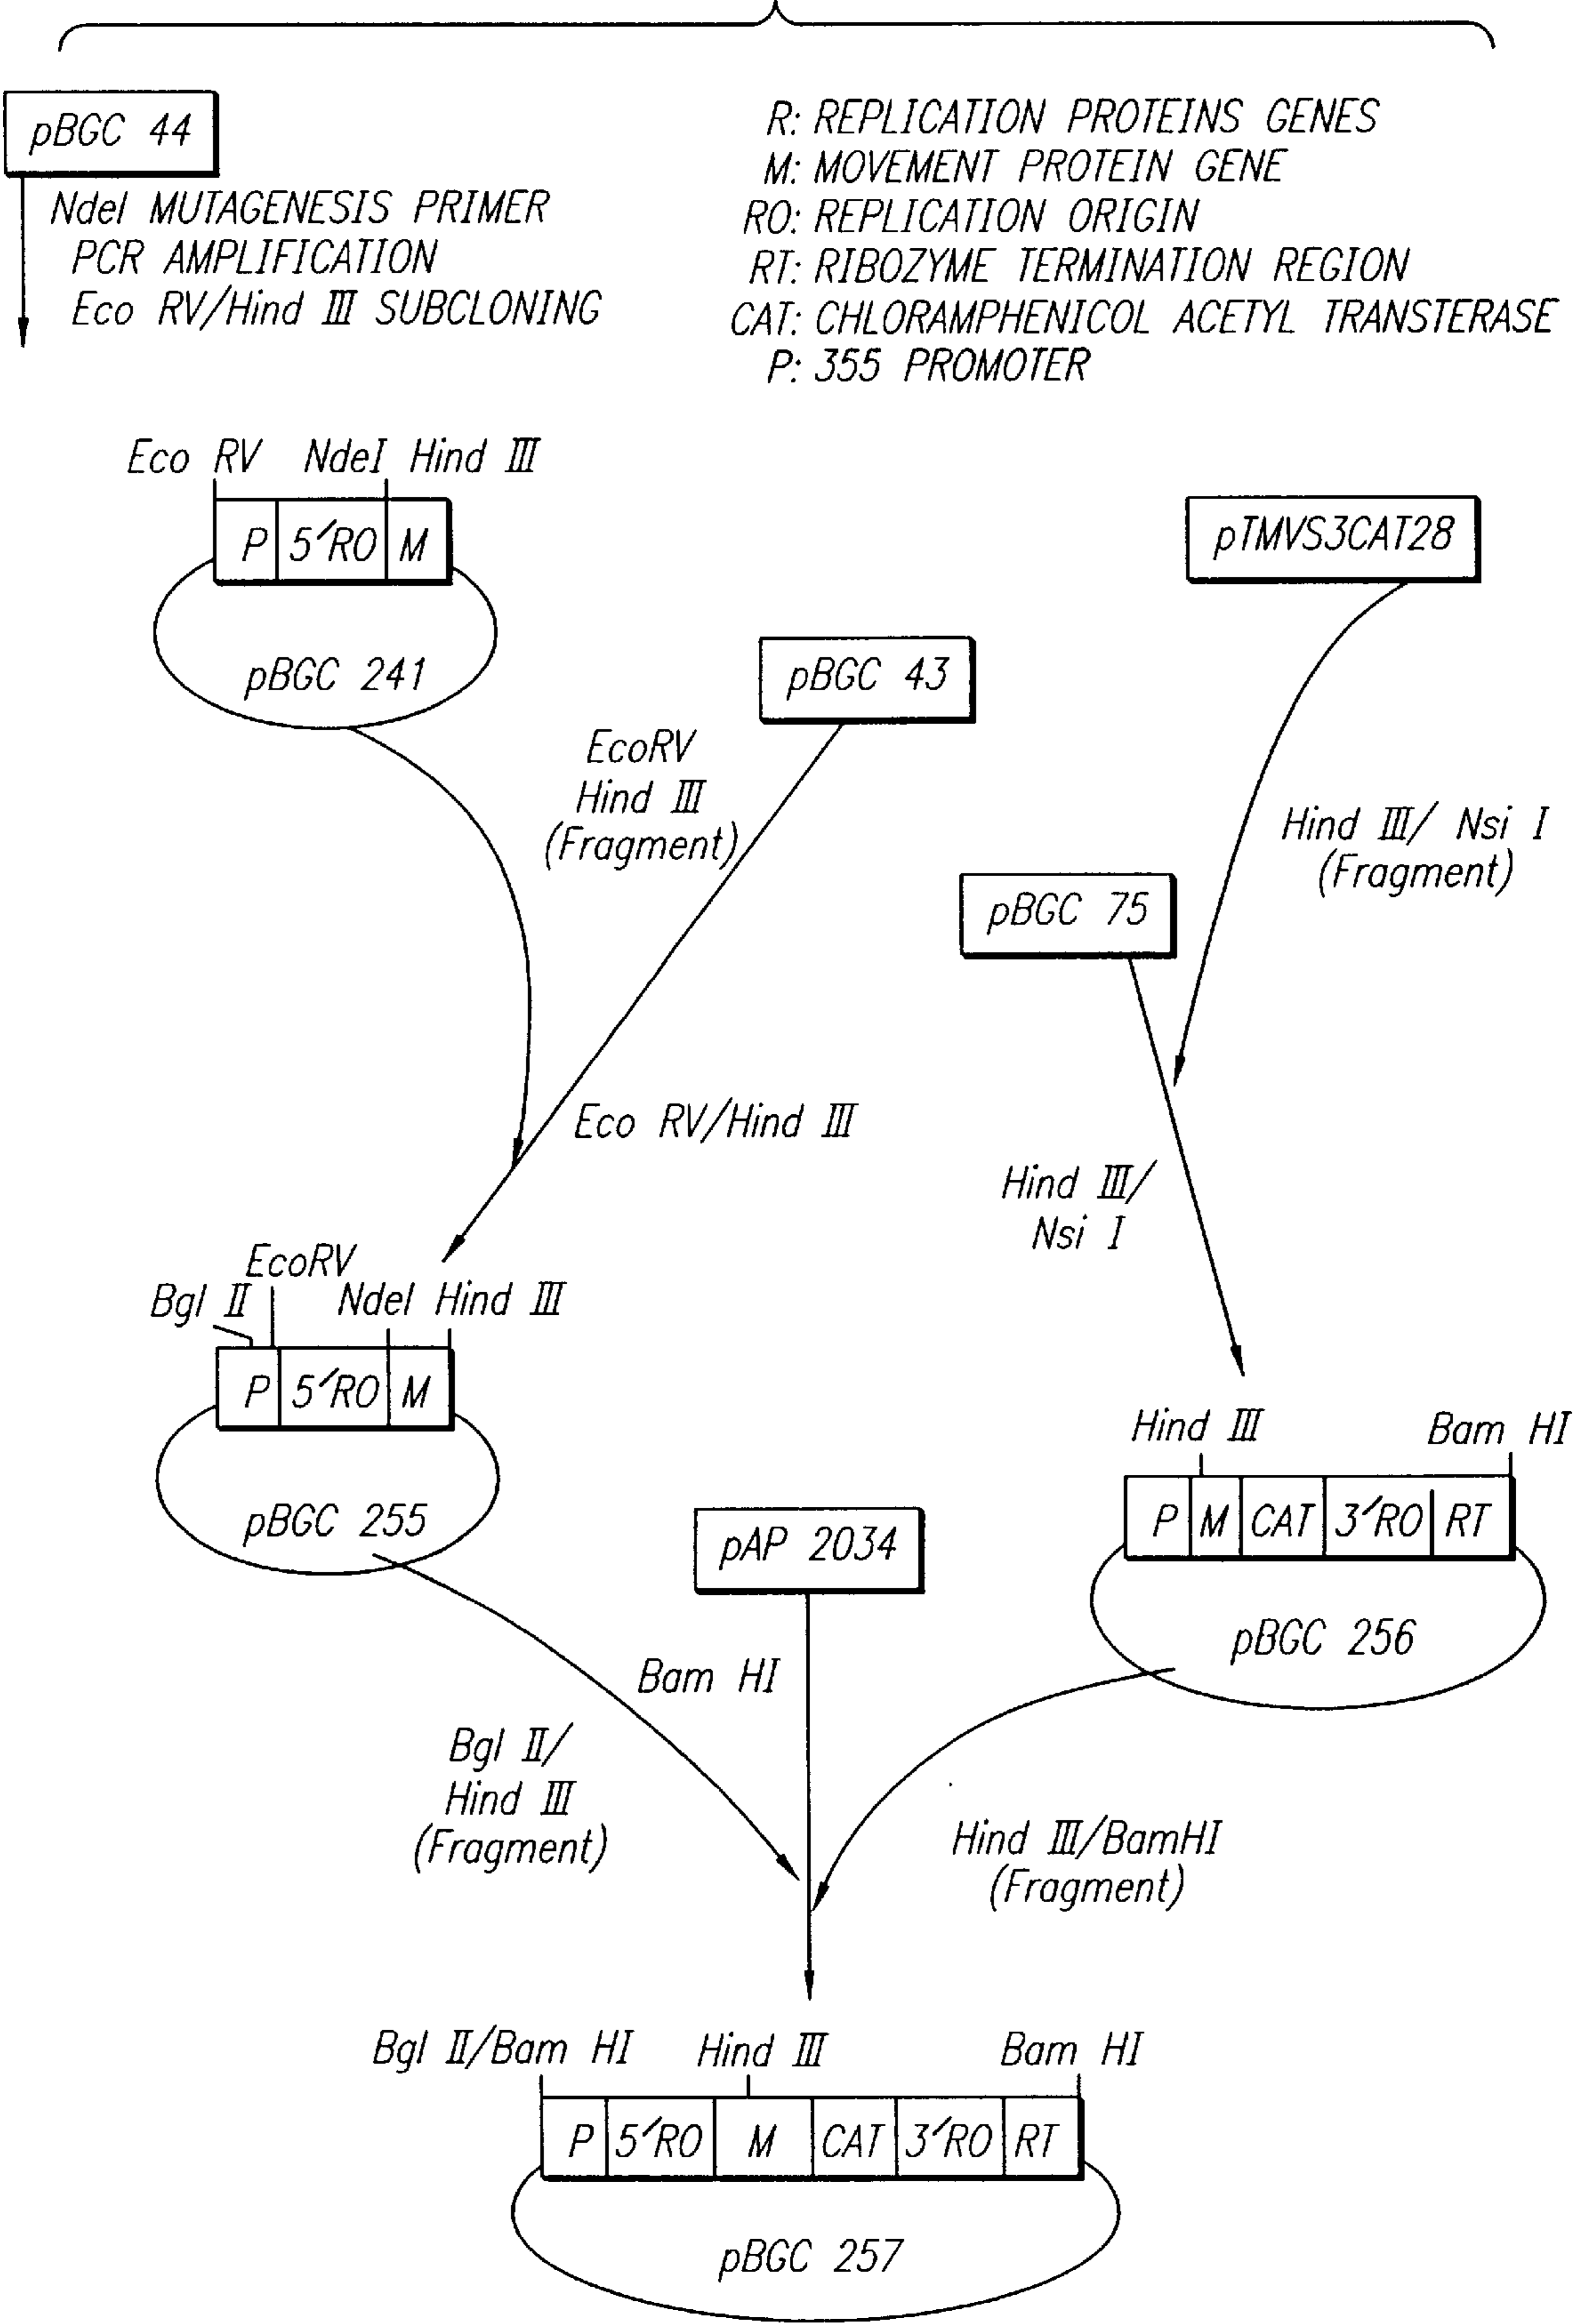 pBGC 44
NdeI MUTAGENESIS PRIMER
PCR AMPLIFICATION
Eco RV/Hind III SUBCLONING
R: REPLICATION PROTEINS GENES
M: MOVEMENT PROTEIN GENE
RO: REPLICATION ORIGIN
RT: RIBOZYME TERMINATION REGION
CAT: CHLORAMPHENICOL ACETYL TRANSTERASE
P: 355 PROMOTER
Eco RV NdeI Hind III
P 5′RO M
pBGC 241
pTMVS3CAT28
pBGC 43
EcoRV
Hind III
(Fragment)
Hind III/ Nsi I
(Fragment)
pBGC 75
Eco RV/Hind III
Hind III/
Nsi I
EcoRV
Bgl II NdeI Hind III
P 5′RO M
pBGC 255
Hind III Bam HI
P M CAT 3′RO RT
pBGC 256
pAP 2034
Bam HI
Bgl II/
Hind III
(Fragment)
Hind III/BamHI
(Fragment)
Bgl II/Bam HI Hind III Bam HI
P 5′RO M CAT 3′RO RT
pBGC 257